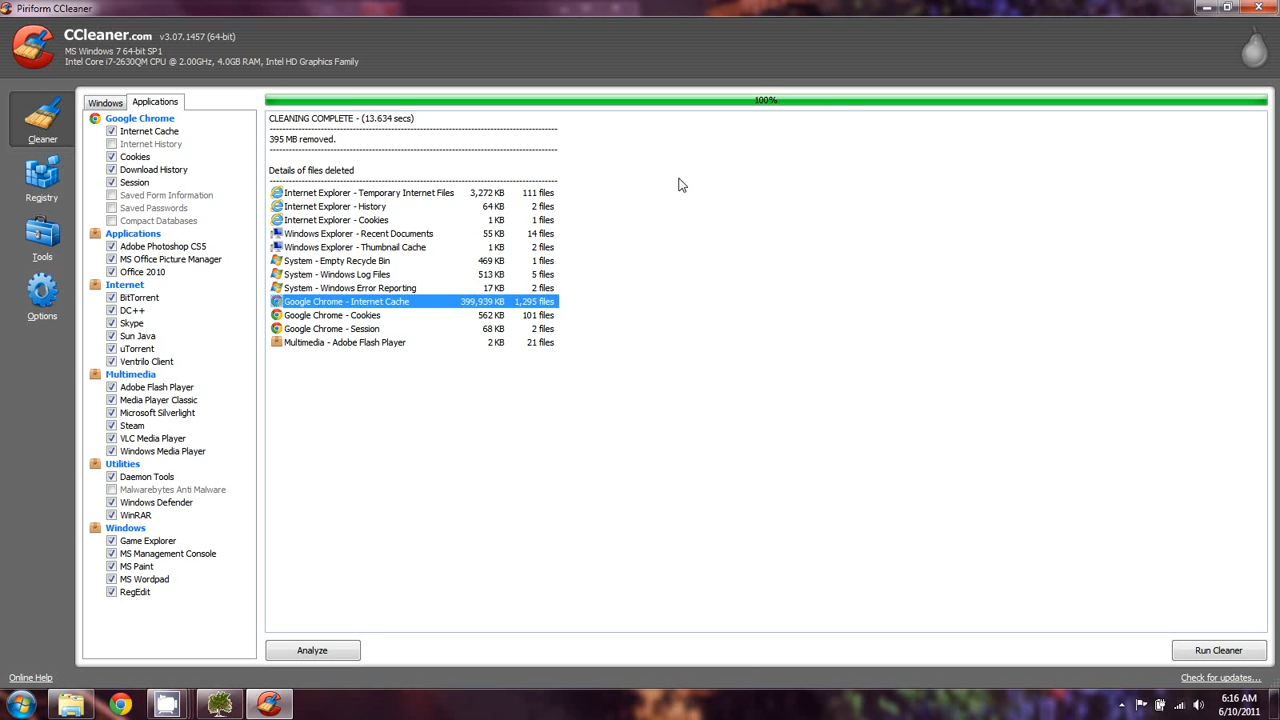 Piriform CCleaner
CCleaner.com v3.07.1457 (64-bit)
MS Windows 7 64-bit SP1
Intel Core i7-2630QM CPU @ 2.00GHz, 4.0GB RAM, Intel HD Graphics Family
Cleaner
Registry
Tools
Options
Windows Applications
Google Chrome
Internet Cache
Internet History
Cookies
Download History
Session
Saved Form Information
Saved Passwords
Compact Databases
Applications
Adobe Photoshop CS5
MS Office Picture Manager
Office 2010
Internet
BitTorrent
DC++
Skype
Sun Java
uTorrent
Ventrilo Client
Multimedia
Adobe Flash Player
Media Player Classic
Microsoft Silverlight
Steam
VLC Media Player
Windows Media Player
Utilities
Daemon Tools
Malwarebytes Anti Malware
Windows Defender
WinRAR
Windows
Game Explorer
MS Management Console
MS Paint
MS Wordpad
RegEdit
100%
CLEANING COMPLETE - (13.634 secs)
395 MB removed.
Details of files deleted
Internet Explorer - Temporary Internet Files 3,272 KB 111 files
Internet Explorer - History 64 KB 2 files
Internet Explorer - Cookies 1 KB 2 files
Windows Explorer - Recent Documents 55 KB 14 files
Windows Explorer - Thumbnail Cache 1 KB 2 files
System - Empty Recycle Bin 469 KB 1 files
System - Windows Log Files 513 KB 5 files
System - Windows Error Reporting 17 KB 2 files
Google Chrome - Internet Cache 399,939 KB 1,295 files
Google Chrome - Cookies 562 KB 101 files
Google Chrome - Session 68 KB 2 files
Multimedia - Adobe Flash Player 2 KB 21 files
Analyze
Run Cleaner
Online Help
Check for updates...
6:16 AM
6/10/2011